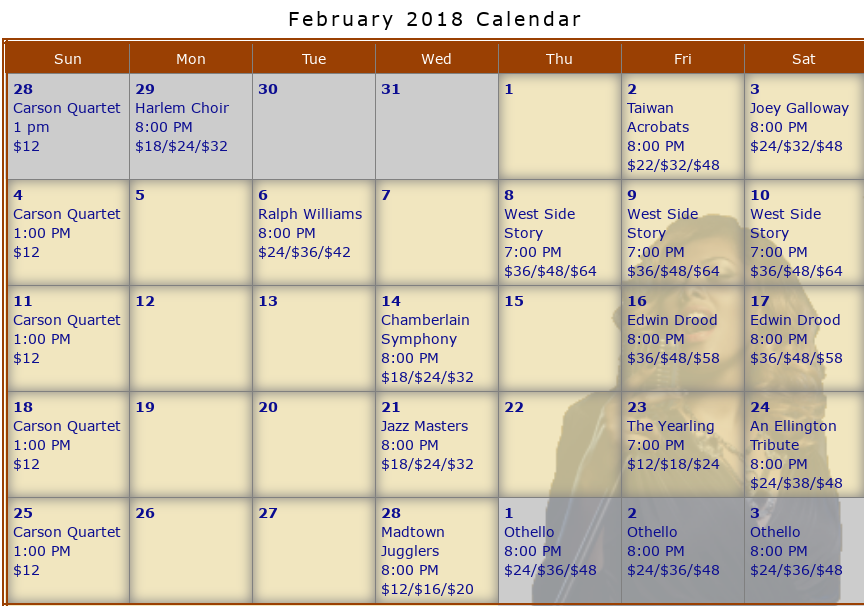 February 2018 Calendar
Sun Mon Tue Wed Thu Fri Sat
28
Carson Quartet
1 pm
$12
29
Harlem Choir
8:00 PM
$18/$24/$32
30
31
1
2
Taiwan
Acrobats
8:00 PM
$22/$32/$48
3
Joey Galloway
8:00 PM
$24/$32/$48
4
Carson Quartet
1:00 PM
$12
5
6
Ralph Williams
8:00 PM
$24/$36/$42
7
8
West Side
Story
7:00 PM
$36/$48/$64
9
West Side
Story
7:00 PM
$36/$48/$64
10
West Side
Story
7:00 PM
$36/$48/$64
11
Carson Quartet
1:00 PM
$12
12
13
14
Chamberlain
Symphony
8:00 PM
$18/$24/$32
15
16
Edwin Drood
8:00 PM
$36/$48/$58
17
Edwin Drood
8:00 PM
$36/$48/$58
18
Carson Quartet
1:00 PM
$12
19
20
21
Jazz Masters
8:00 PM
$18/$24/$32
22
23
The Yearling
7:00 PM
$12/$18/$24
24
An Ellington
Tribute
8:00 PM
$24/$38/$48
25
Carson Quartet
1:00 PM
$12
26
27
28
Madtown
Jugglers
8:00 PM
$12/$16/$20
1
Othello
8:00 PM
$24/$36/$48
2
Othello
8:00 PM
$24/$36/$48
3
Othello
8:00 PM
$24/$36/$48